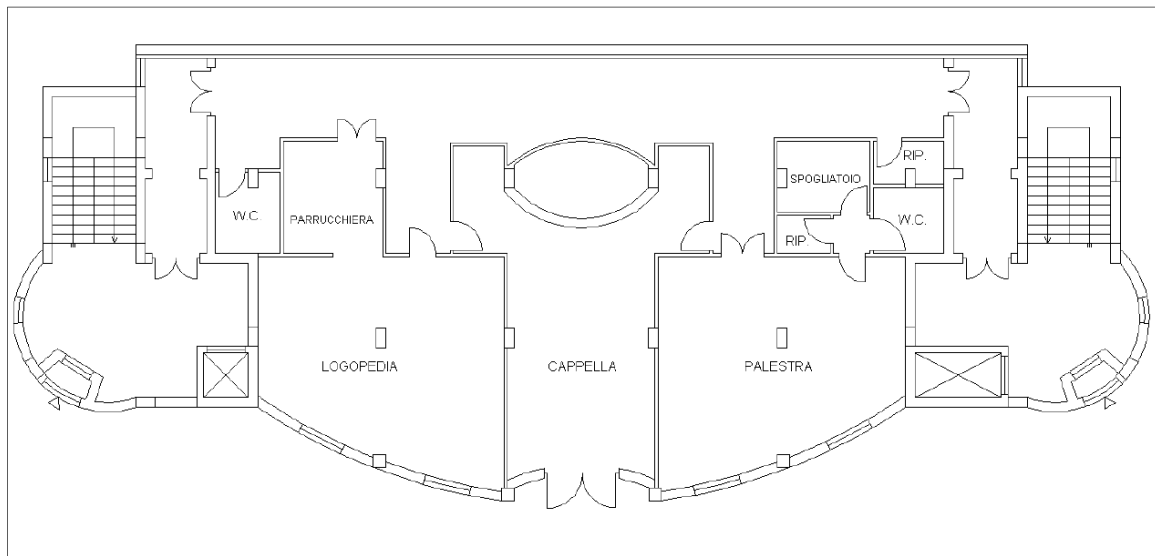 RIP.
SPOGLIATOIO
W.C.
PARRUCCHIERA
W.C.
RIP.
LOGOPEDIA
CAPPELLA
PALESTRA